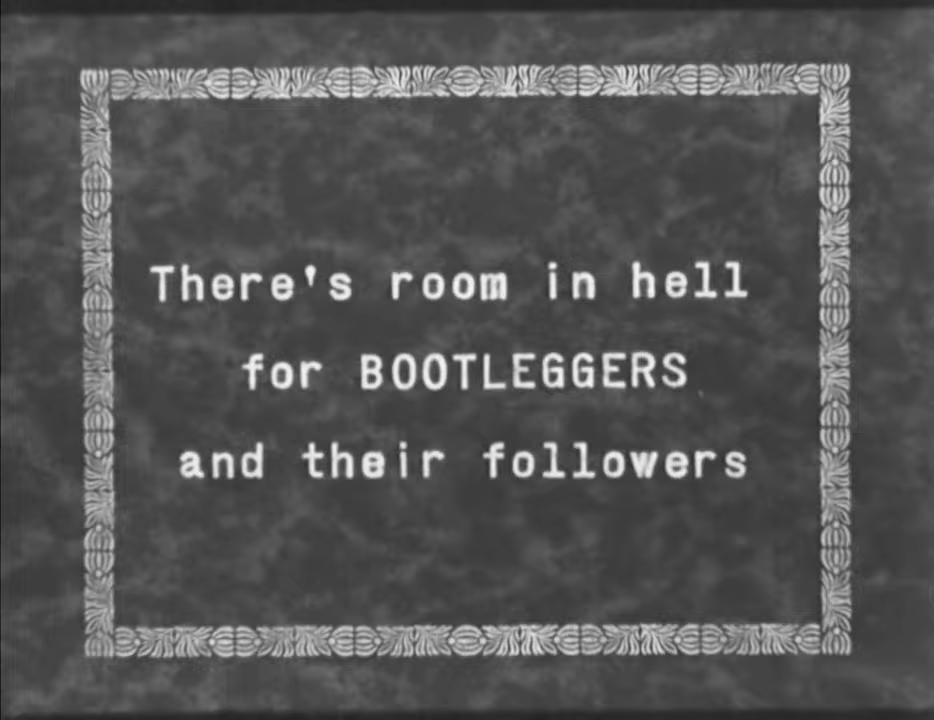 There's room in hell
for BOOTLEGGERS
and their followers